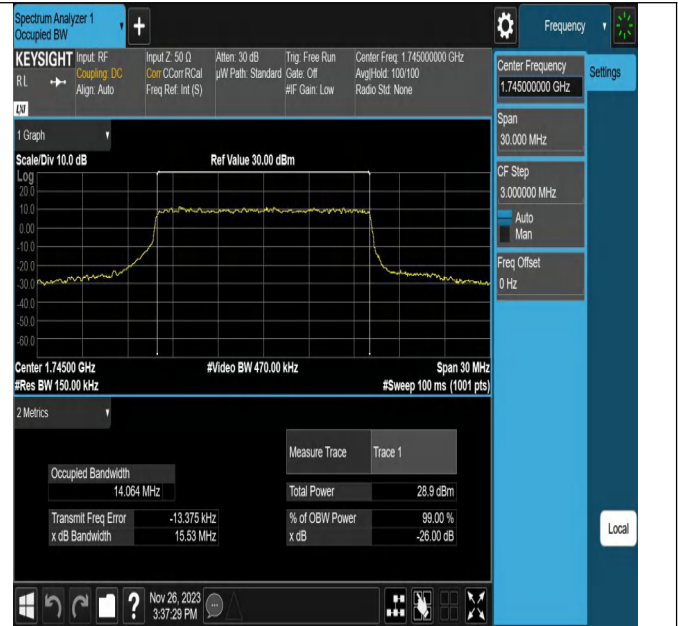 Spectrum Analyzer 1
Occupied BW
+
Frequency
KEYSIGHT
RL
LXI
Input: RF
Coupling: DC
Align: Auto
Input Z: 50 Ω
Corr CCorr RCal
Freq Ref: Int (S)
Atten: 30 dB
µW Path: Standard
Trig: Free Run
Gate: Off
#IF Gain: Low
Center Freq: 1.745000000 GHz
Avg|Hold: 100/100
Radio Std: None
Center Frequency
1.745000000 GHz
Settings
Span
30.000 MHz
CF Step
3.000000 MHz
Auto
Man
Freq Offset
0 Hz
Local
1 Graph
Scale/Div 10.0 dB
Ref Value 30.00 dBm
Log
20.0
10.0
0.00
-10.0
-20.0
-30.0
-40.0
-50.0
-60.0
Center 1.74500 GHz
#Video BW 470.00 kHz
Span 30 MHz
#Res BW 150.00 kHz
#Sweep 100 ms (1001 pts)
2 Metrics
Measure Trace
Trace 1
Occupied Bandwidth
14.064 MHz
Total Power
28.9 dBm
Transmit Freq Error
-13.375 kHz
% of OBW Power
99.00 %
x dB Bandwidth
15.53 MHz
x dB
-26.00 dB
?
Nov 26, 2023
3:37:29 PM